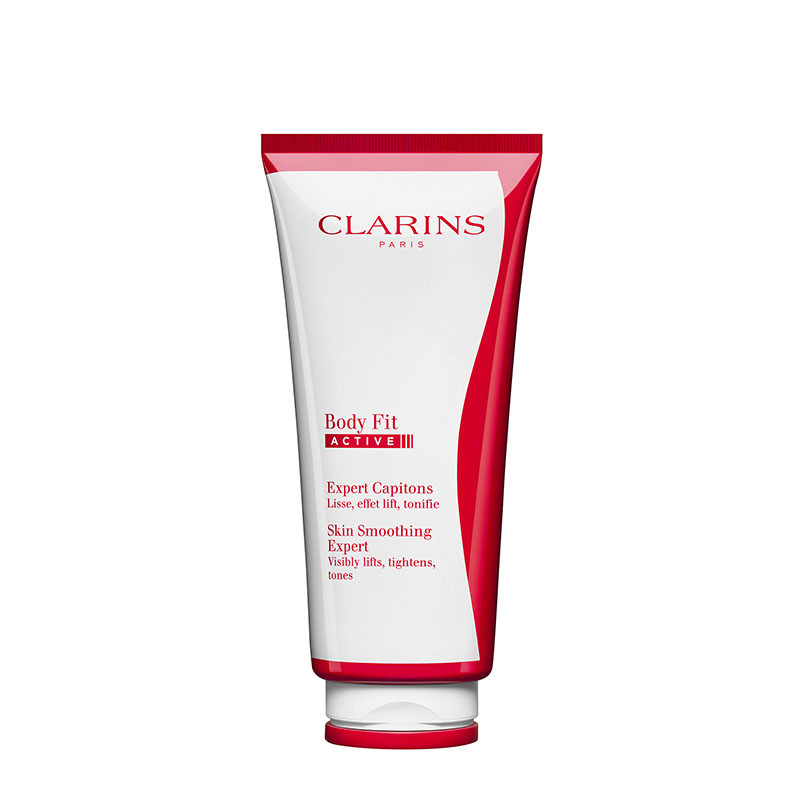 CLARINS
PARIS
Body Fit
ACTIVE
Expert Capitons
Lisse, effet lift, tonifie
Skin Smoothing
Expert
Visibly lifts, tightens,
tones